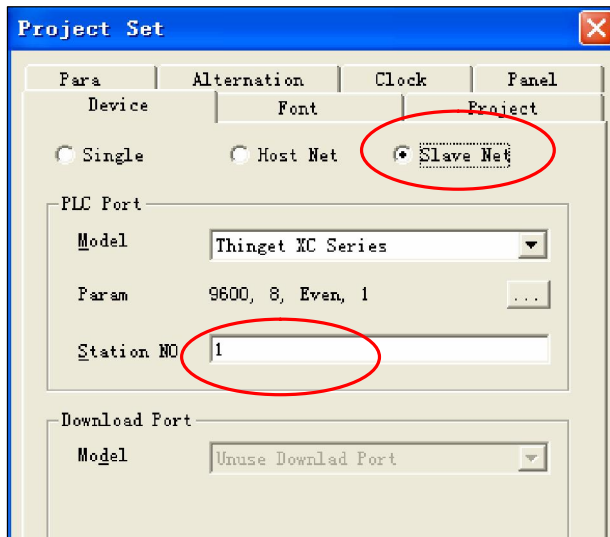 Project Set
Para Alternation Clock Panel
Device Font Project
Single Host Net Slave Net
PLC Port
Model Thinget XC Series
Param 9600, 8, Even, 1 ...
Station NO 1
Download Port
Model Unuse Downlad Port